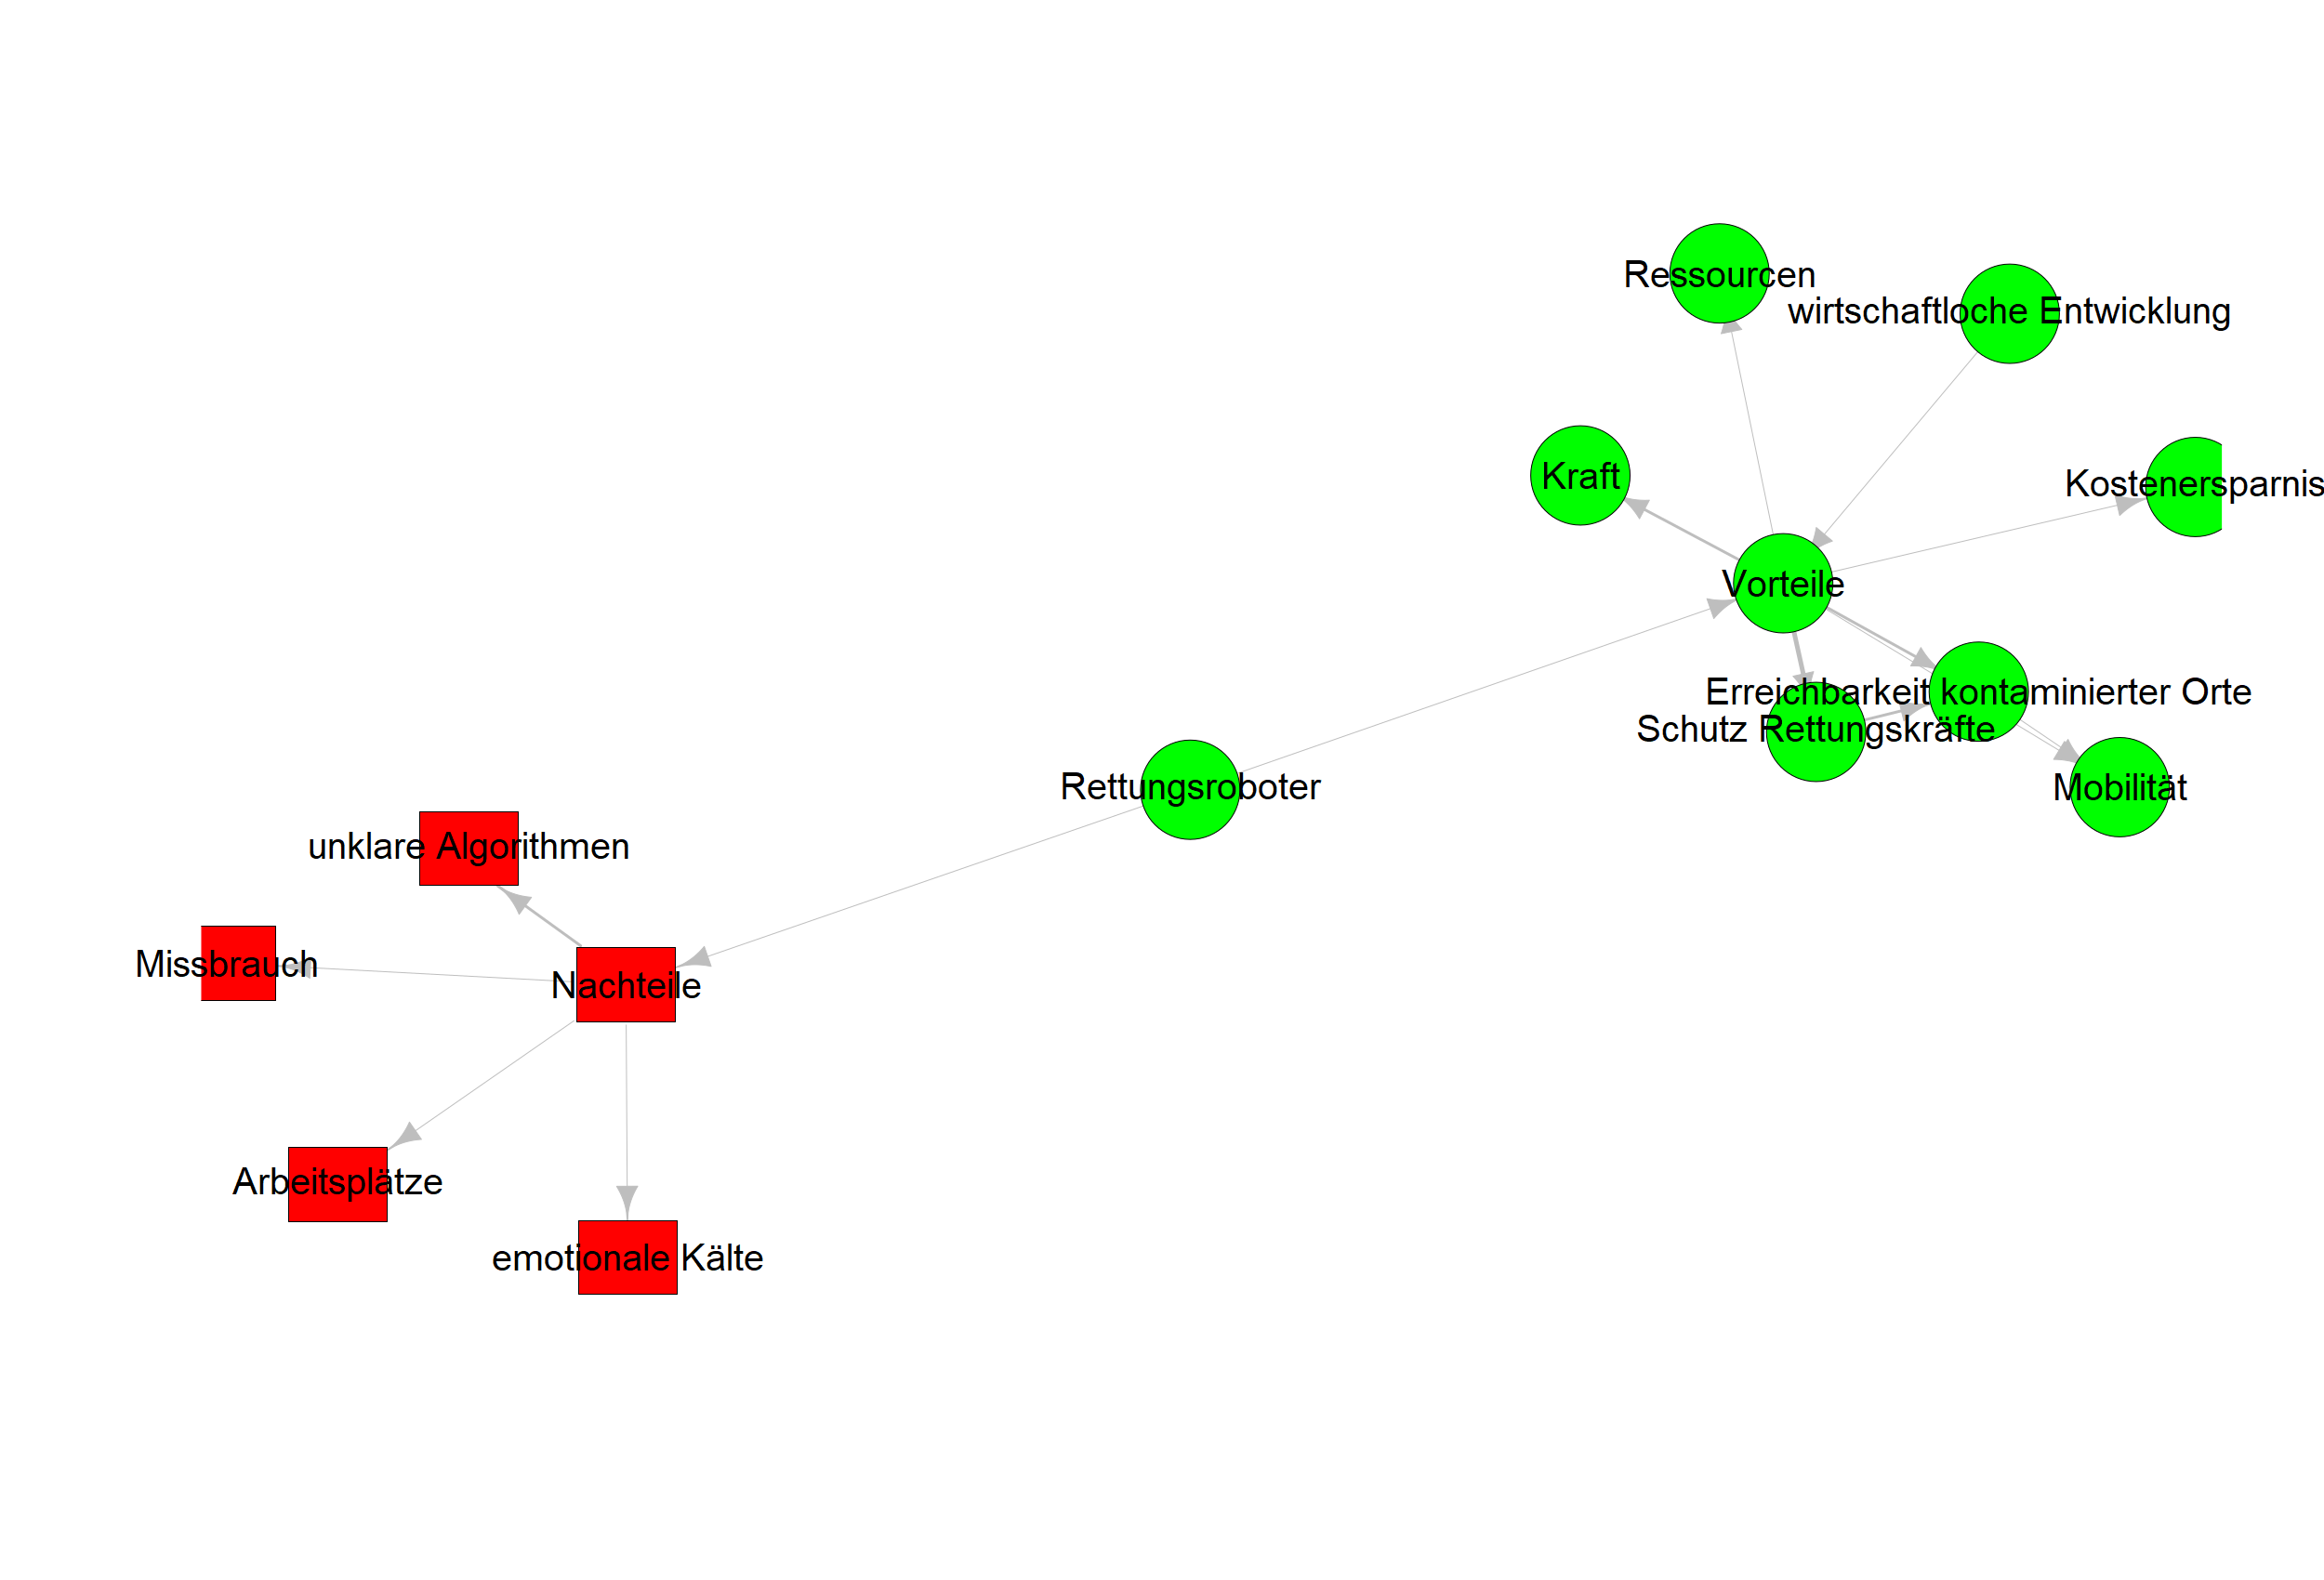 Ressourcen
wirtschaftloche Entwicklung
Kraft
Kostenersparnis
Vorteile
Erreichbarkeit kontaminierter Orte
Schutz Rettungskräfte
Rettungsroboter
Mobilität
unklare Algorithmen
Missbrauch
Nachteile
Arbeitsplätze
emotionale Kälte